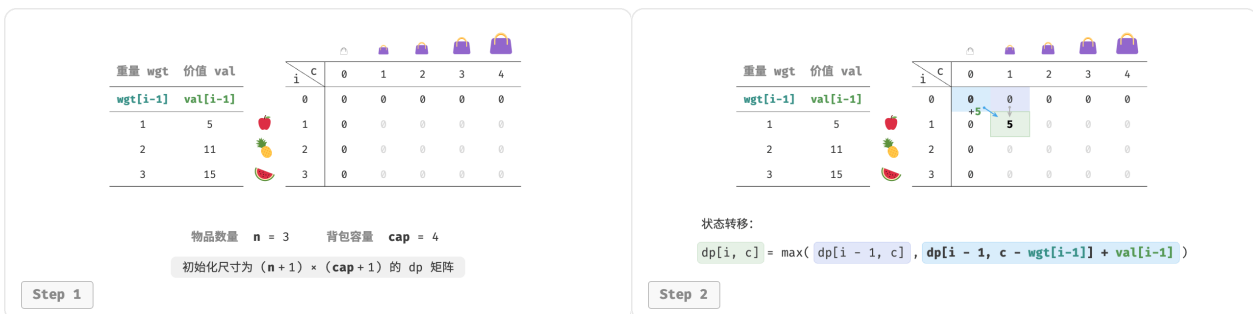 重量 wgt 价值 val
i c 0 1 2 3 4
wgt[i-1] val[i-1] 0 0 0 0 0 0
1 5 1 0 0 0 0 0
2 11 2 0 0 0 0 0
3 15 3 0 0 0 0 0
物品数量 n = 3 背包容量 cap = 4
初始化尺寸为 (n+1) × (cap+1) 的 dp 矩阵
Step 1
重量 wgt 价值 val
i c 0 1 2 3 4
wgt[i-1] val[i-1] 0 0 0 0 0 0
+5
1 5 1 0 5 0 0 0
2 11 2 0 0 0 0 0
3 15 3 0 0 0 0 0
状态转移：
dp[i, c] = max( dp[i - 1, c] , dp[i - 1, c - wgt[i-1]] + val[i-1] )
Step 2